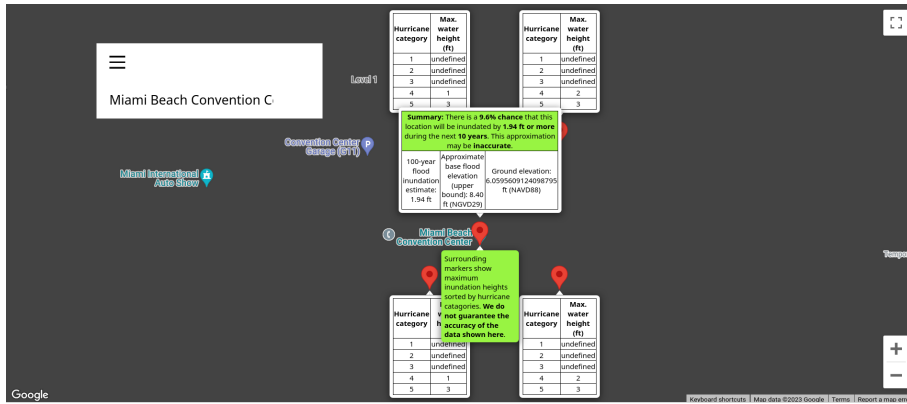 Hurricane category Max. water height (ft)
1 undefined
2 undefined
3 undefined
4 1
5 3
Hurricane category Max. water height (ft)
1 undefined
2 undefined
3 undefined
4 2
5 3
Miami Beach Convention C
Level 1
Summary: There is a 9.6% chance that this
location will be inundated by 1.94 ft or more
during the next 10 years. This approximation
may be inaccurate.
100-year
flood
inundation
estimate:
1.94 ft
Approximate
base flood
elevation
(upper
bound): 8.40
ft (NGVD29)
Ground elevation:
6.0595609124098795
ft (NAVD88)
Convention Center
Garage (GT1)
P
Miami International
Auto Show
Miami Beach
Convention Center
Surrounding
markers show
maximum
inundation heights
sorted by hurricane
catagories. We do
not guarantee the
accuracy of the
data shown here.
Hurricane
category
1 undefined
2 undefined
3 undefined
4 1
5 3
Hurricane category Max. water height (ft)
1 undefined
2 undefined
3 undefined
4 2
5 3
Google
Keyboard shortcuts
Map data ©2023 Google
Terms